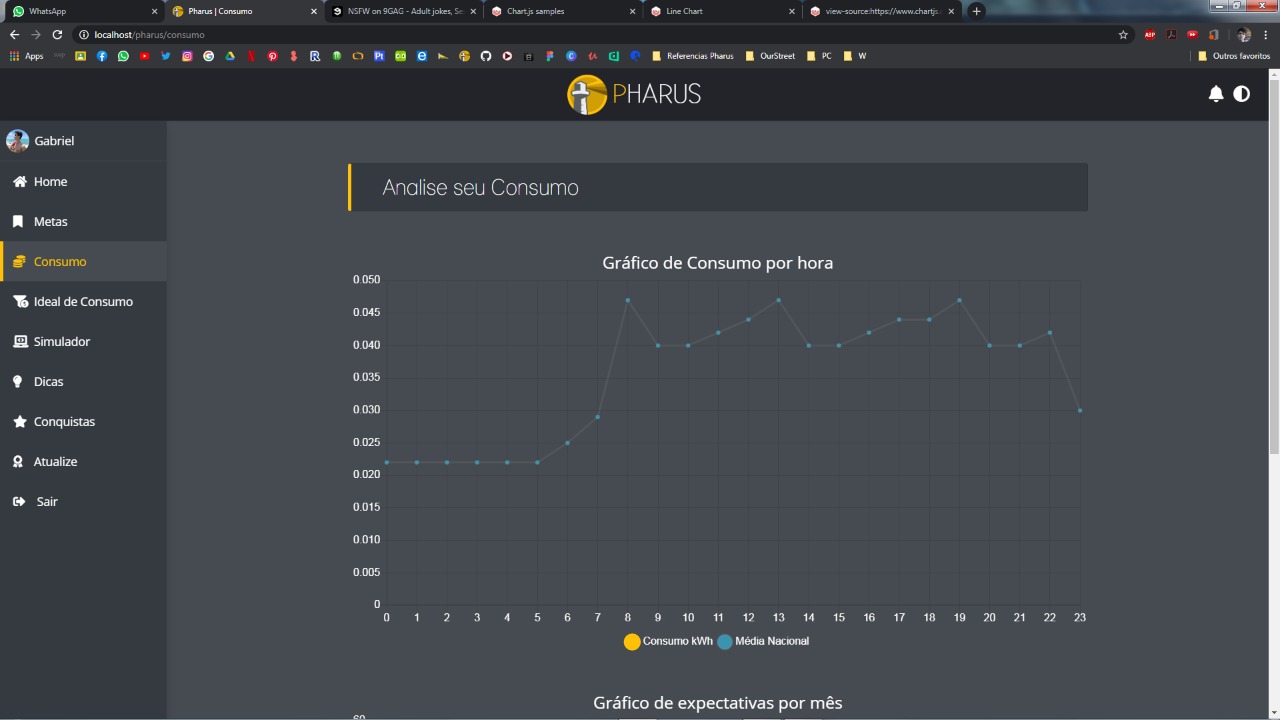 WhatsApp
Pharus | Consumo
NSFW on 9GAG - Adult jokes, Se
Chart.js samples
Line Chart
view-source:https://www.chartjs
localhost/pharus/consumo
ABP
Apps
Referencias Pharus
OurStreet
PC
W
Outros favoritos
PHARUS
Gabriel
Home
Metas
Consumo
Ideal de Consumo
Simulador
Dicas
Conquistas
Atualize
Sair
Analise seu Consumo
Gráfico de Consumo por hora
0.050
0.045
0.040
0.035
0.030
0.025
0.020
0.015
0.010
0.005
0
0 1 2 3 4 5 6 7 8 9 10 11 12 13 14 15 16 17 18 19 20 21 22 23
Consumo kWh Média Nacional
Gráfico de expectativas por mês
60